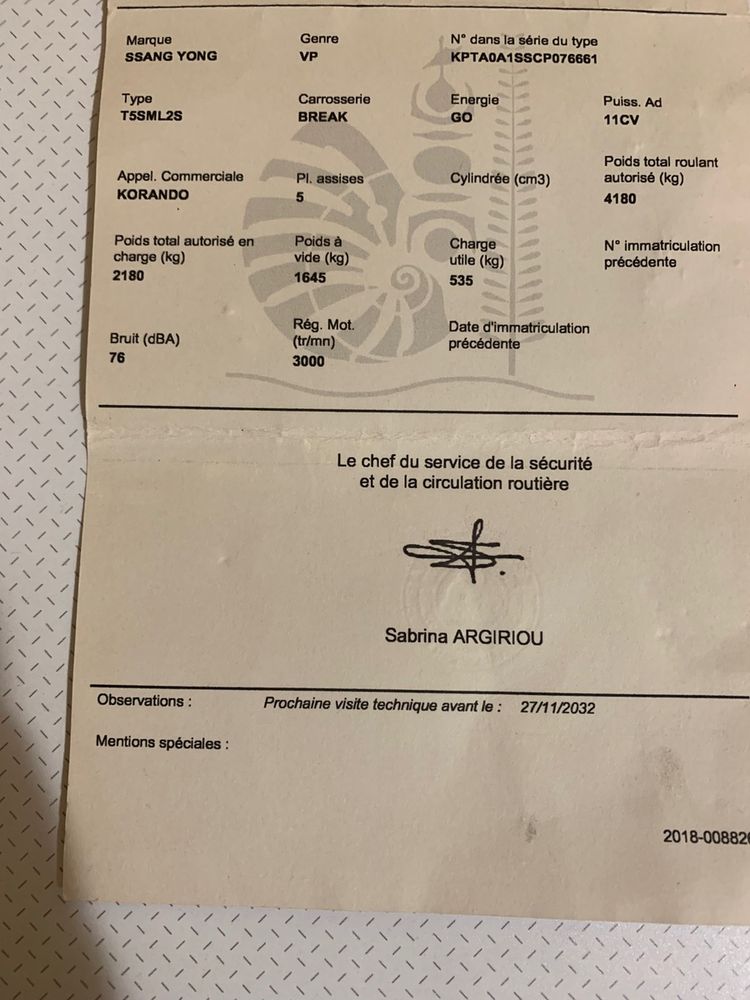 Marque Genre N° dans la série du type
SSANG YONG VP KPTA0A1SSCP076661
Type Carrosserie Energie Puiss. Ad
T5SML2S BREAK GO 11CV
Appel. Commerciale Pl. assises Cylindrée (cm3) Poids total roulant
autorisé (kg)
KORANDO 5 4180
Poids total autorisé en Poids à Charge N° immatriculation
charge (kg) vide (kg) utile (kg) précédente
2180 1645 535
Bruit (dBA) Rég. Mot. Date d'immatriculation
(tr/mn) précédente
76 3000
Le chef du service de la sécurité
et de la circulation routière
Sabrina ARGIRIOU
Observations : Prochaine visite technique avant le : 27/11/2032
Mentions spéciales :
2018-00882